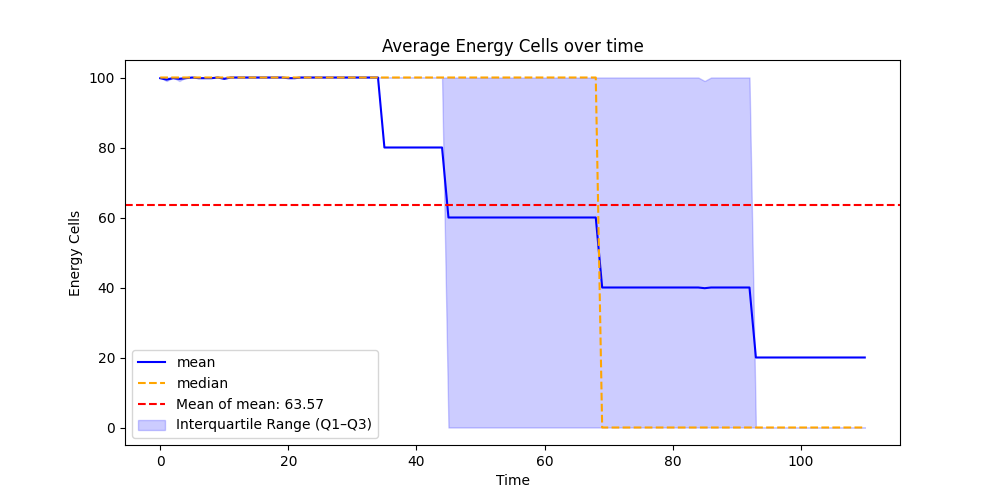 Average Energy Cells over time
Energy Cells
100
80
60
40
20
0
mean
median
Mean of mean: 63.57
Interquartile Range (Q1–Q3)
0 20 40 60 80 100
Time